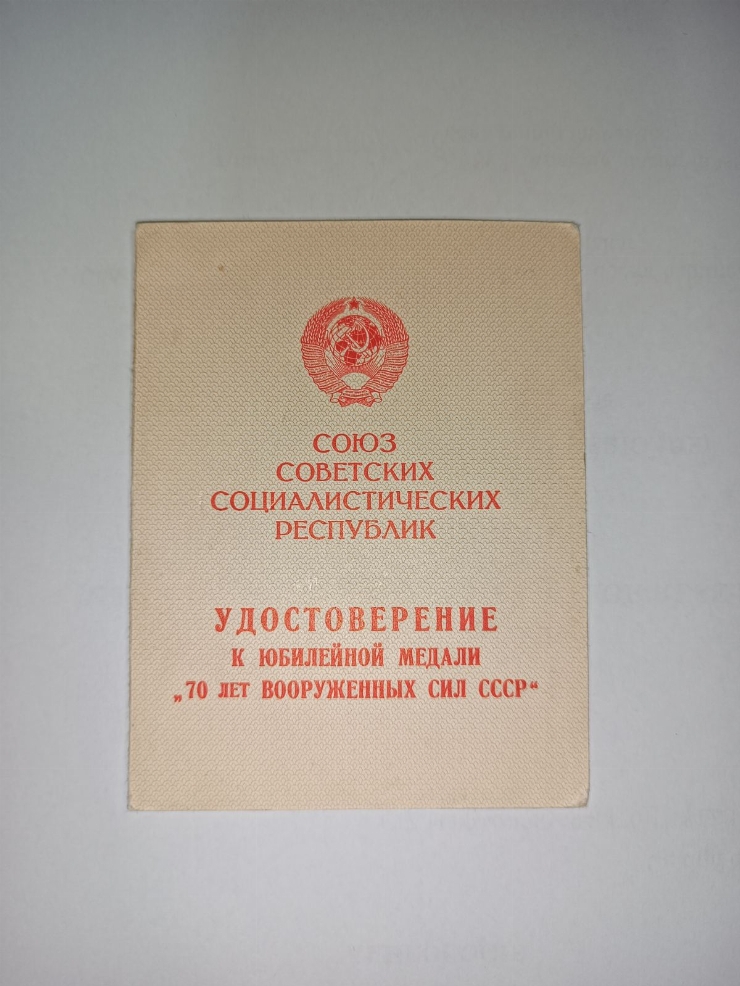 СОЮЗ
СОВЕТСКИХ
СОЦИАЛИСТИЧЕСКИХ
РЕСПУБЛИК
УДОСТОВЕРЕНИЕ
К ЮБИЛЕЙНОЙ МЕДАЛИ
„70 ЛЕТ ВООРУЖЕННЫХ СИЛ СССР“